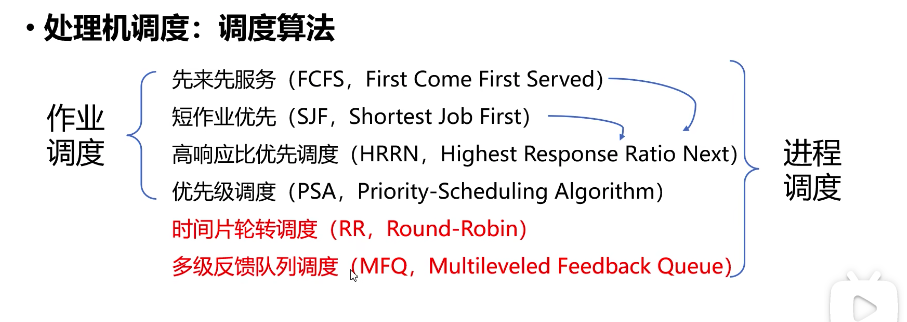 • 处理机调度：调度算法
先来先服务（FCFS，First Come First Served）
短作业优先（SJF，Shortest Job First）
高响应比优先调度（HRRN，Highest Response Ratio Next）
优先级调度（PSA，Priority-Scheduling Algorithm）
时间片轮转调度（RR，Round-Robin）
多级反馈队列调度（MFQ，Multileveled Feedback Queue）
作业
调度
进程
调度